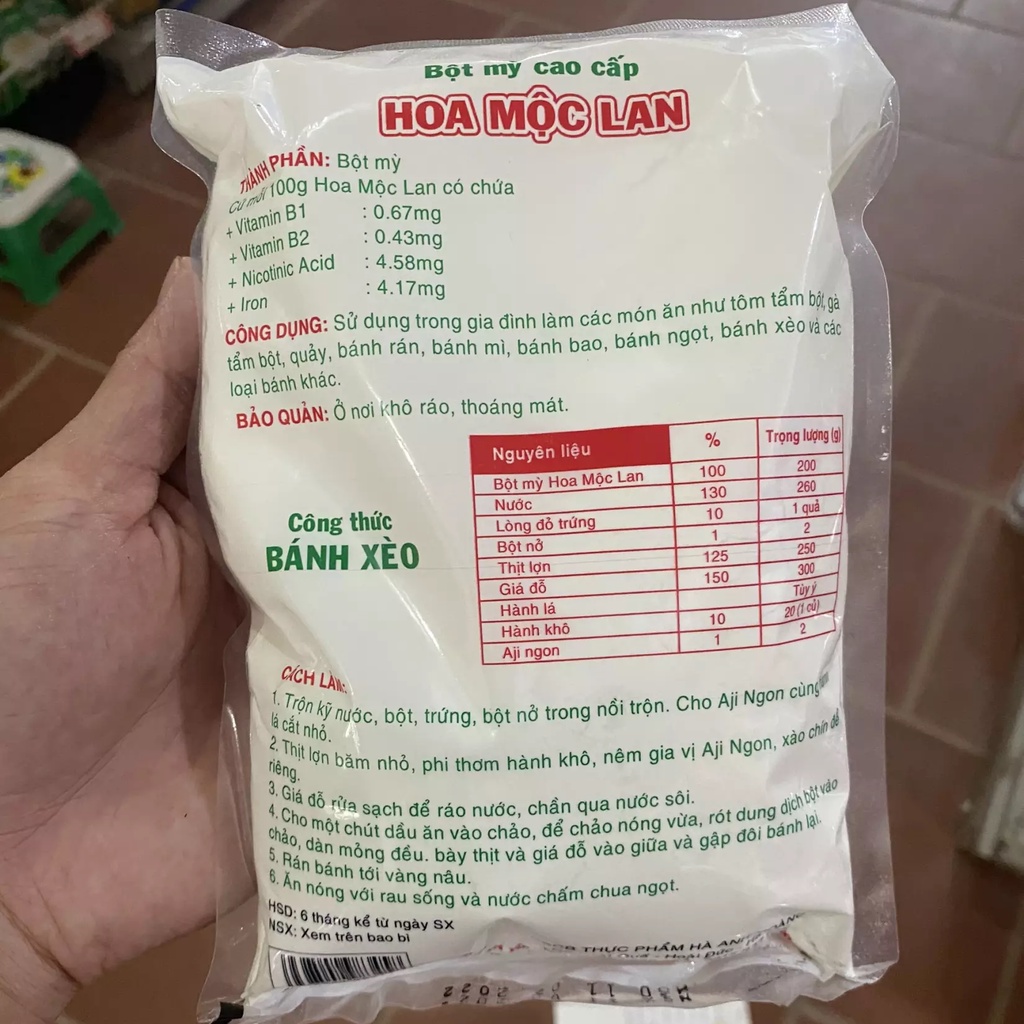 Bột mỳ cao cấp
HOA MỘC LAN
THÀNH PHẦN: Bột mỳ
Cứ mỗi 100g Hoa Mộc Lan có chứa
+ Vitamin B1 : 0.67mg
+ Vitamin B2 : 0.43mg
+ Nicotinic Acid : 4.58mg
+ Iron : 4.17mg
CÔNG DỤNG: Sử dụng trong gia đình làm các món ăn như tôm tẩm bột, gà
tẩm bột, quảy, bánh rán, bánh mì, bánh bao, bánh ngọt, bánh xèo và các
loại bánh khác.
BẢO QUẢN: Ở nơi khô ráo, thoáng mát.
Công thức
BÁNH XÈO
Nguyên liệu % Trọng lượng (g)
Bột mỳ Hoa Mộc Lan 100 200
Nước 130 260
Lòng đỏ trứng 10 1 quả
Bột nở 1 2
Thịt lợn 125 250
Giá đỗ 150 300
Hành lá Tùy ý
Hành khô 10 20 (1 củ)
Aji ngon 1 2
CÁCH LÀM:
1. Trộn kỹ nước, bột, trứng, bột nở trong nồi trộn. Cho Aji Ngon cùng
lá cắt nhỏ.
2. Thịt lợn băm nhỏ, phi thơm hành khô, nêm gia vị Aji Ngon, xào chín để
riêng.
3. Giá đỗ rửa sạch để ráo nước, chần qua nước sôi.
4. Cho một chút dầu ăn vào chảo, để chảo nóng vừa, rót dung dịch bột vào
chảo, dàn mỏng đều. bày thịt và giá đỗ vào giữa và gập đôi bánh lại.
5. Rán bánh tới vàng nâu.
6. Ăn nóng với rau sống và nước chấm chua ngọt.
HSD: 6 tháng kể từ ngày SX
NSX: Xem trên bao bì
THỰC PHẨM HÀ AN